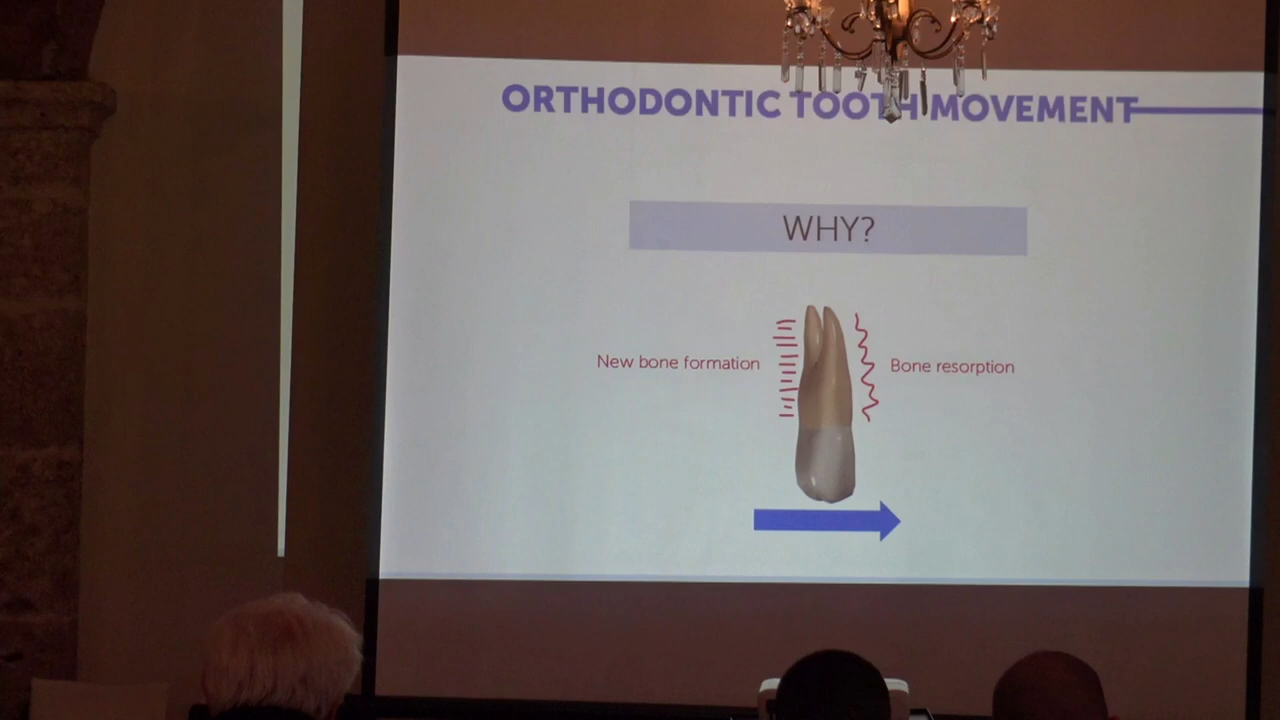 ORTHODONTIC TOOTH MOVEMENT
WHY?
New bone formation
Bone resorption